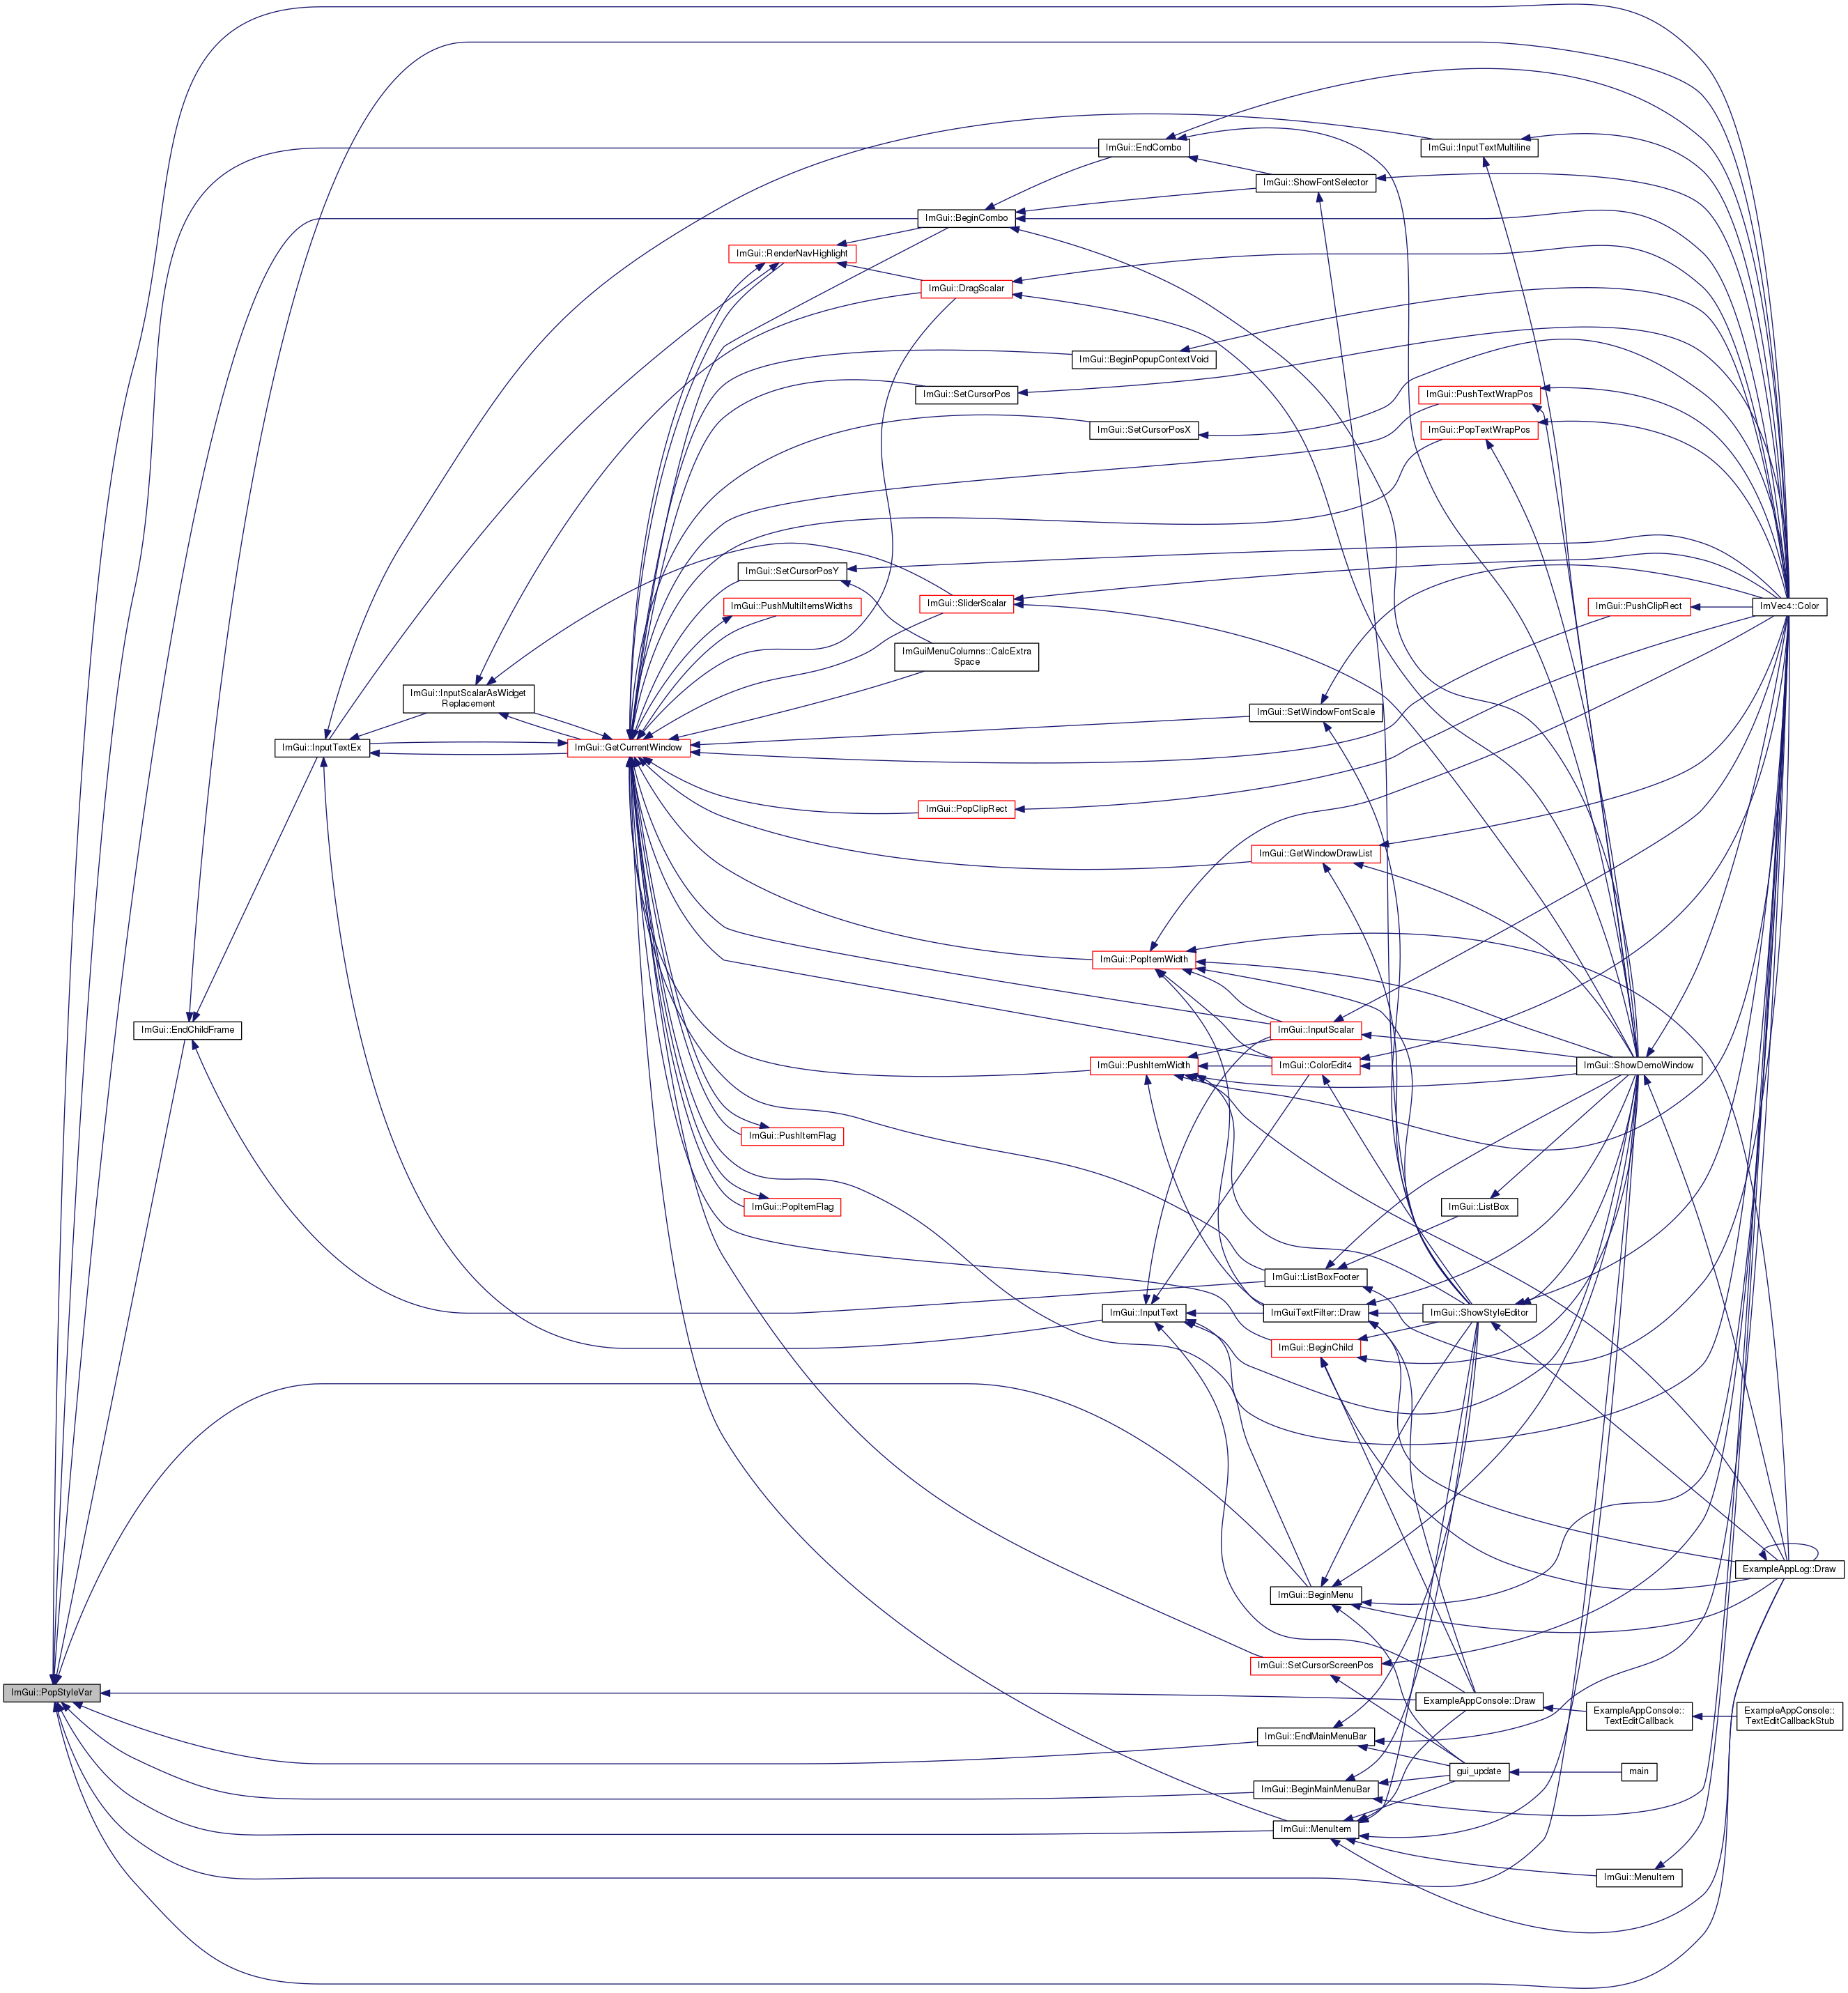 ImGui::EndCombo
ImGui::InputTextMultiline
ImGui::ShowFontSelector
ImGui::BeginCombo
ImGui::RenderNavHighlight
ImGui::DragScalar
ImGui::BeginPopupContextVoid
ImGui::SetCursorPos
ImGui::PushTextWrapPos
ImGui::SetCursorPosX
ImGui::PopTextWrapPos
ImGui::SetCursorPosY
ImGui::PushMultiItemsWidths
ImGui::SliderScalar
ImGui::PushClipRect
ImVec4::Color
ImGuiMenuColumns::CalcExtra
Space
ImGui::InputScalarAsWidget
Replacement
ImGui::SetWindowFontScale
ImGui::InputTextEx
ImGui::GetCurrentWindow
ImGui::PopClipRect
ImGui::GetWindowDrawList
ImGui::PopItemWidth
ImGui::EndChildFrame
ImGui::InputScalar
ImGui::PushItemWidth
ImGui::ColorEdit4
ImGui::ShowDemoWindow
ImGui::PushItemFlag
ImGui::PopItemFlag
ImGui::ListBox
ImGui::ListBoxFooter
ImGui::InputText
ImGuiTextFilter::Draw
ImGui::ShowStyleEditor
ImGui::BeginChild
ExampleAppLog::Draw
ImGui::BeginMenu
ImGui::SetCursorScreenPos
ImGui::PopStyleVar
ExampleAppConsole::Draw
ExampleAppConsole::
TextEditCallback
ExampleAppConsole::
TextEditCallbackStub
ImGui::EndMainMenuBar
gui_update
main
ImGui::BeginMainMenuBar
ImGui::MenuItem
ImGui::MenuItem